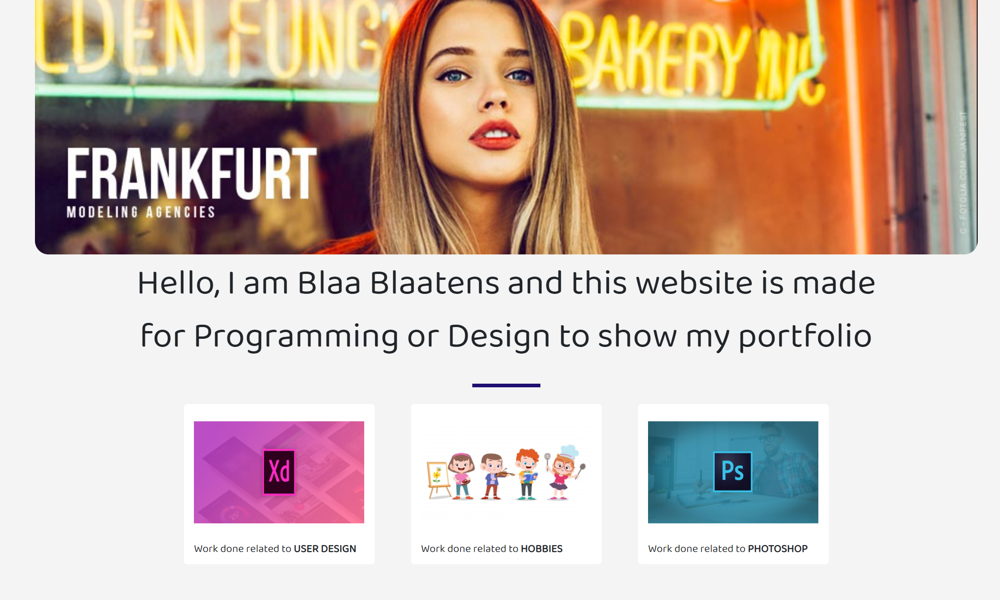 LDEN FUNG
BAKERY INC
FRANKFURT
MODELING AGENCIES
© - FOTOLIA.COM - JANIFEST
Hello, I am Blaa Blaatens and this website is made
for Programming or Design to show my portfolio
Xd
25°
Ps
Work done related to USER DESIGN
Work done related to HOBBIES
Work done related to PHOTOSHOP